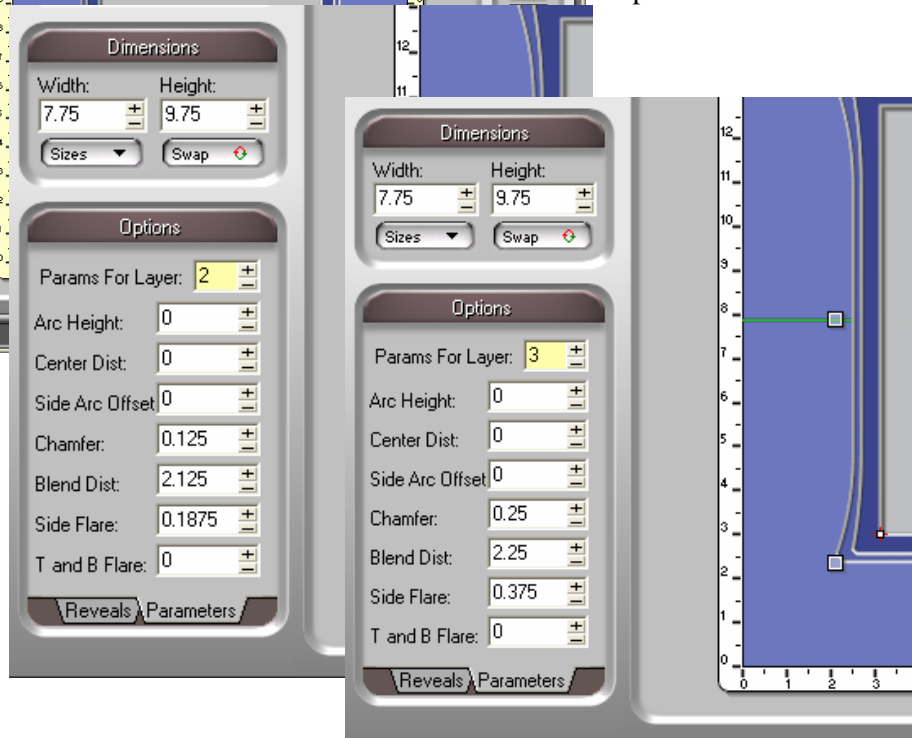 Dimensions
Width: Height:
7.75 9.75
Sizes Swap
Options
Params For Layer: 2
Arc Height: 0
Center Dist: 0
Side Arc Offset 0
Chamfer: 0.125
Blend Dist: 2.125
Side Flare: 0.1875
T and B Flare: 0
Reveals Parameters
12
11
Dimensions
Width: Height:
7.75 9.75
Sizes Swap
Options
Params For Layer: 3
Arc Height: 0
Center Dist: 0
Side Arc Offset 0
Chamfer: 0.25
Blend Dist: 2.25
Side Flare: 0.375
T and B Flare: 0
Reveals Parameters
12
11
10
9
8
7
6
5
4
3
2
1
0
0 1 2 3